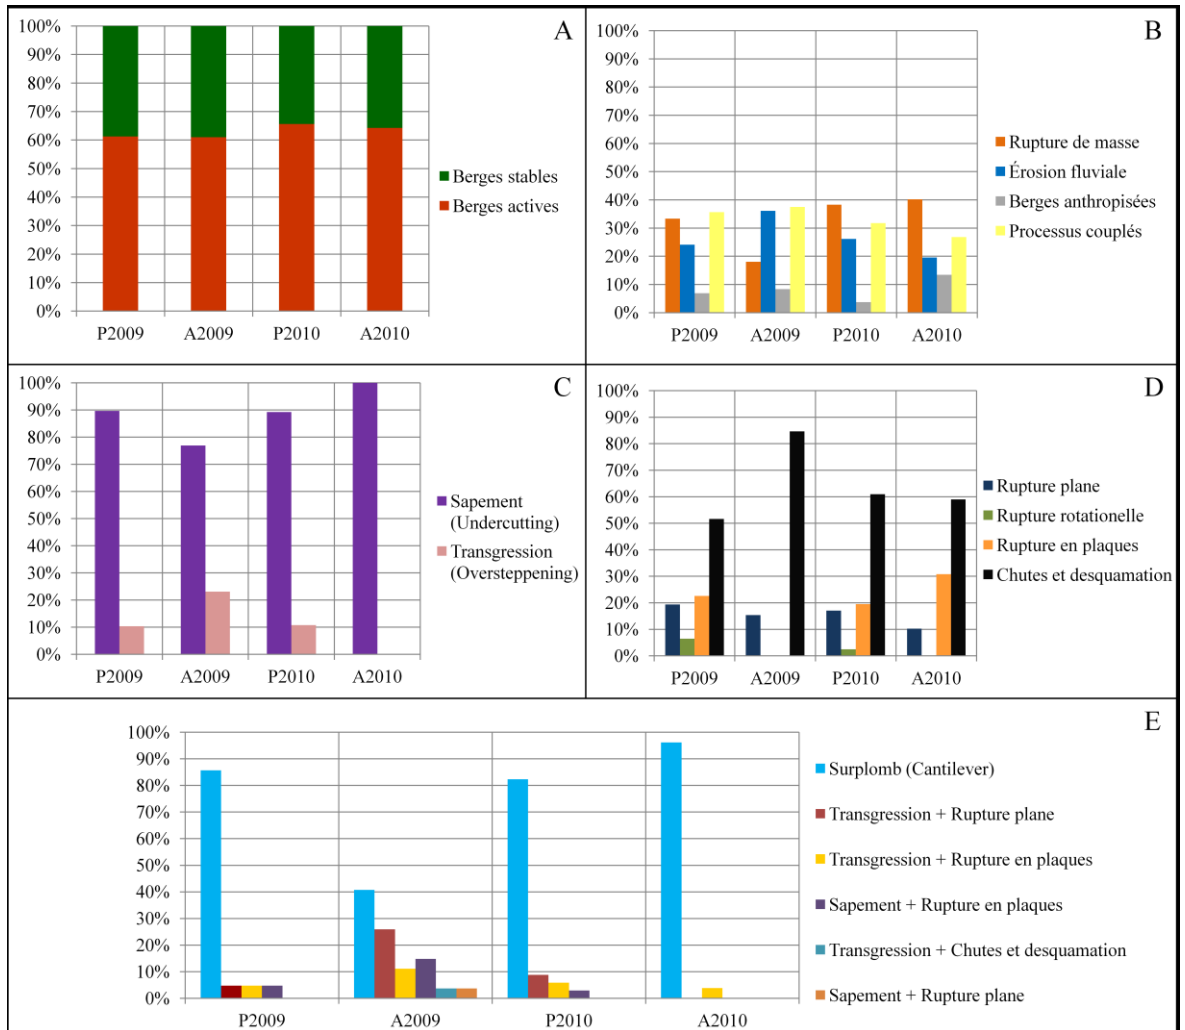 A
100%
90%
80%
70%
60%
50%
40%
30%
20%
10%
0%
P2009 A2009 P2010 A2010
Berges stables
Berges actives
B
100%
90%
80%
70%
60%
50%
40%
30%
20%
10%
0%
P2009 A2009 P2010 A2010
Rupture de masse
Érosion fluviale
Berges anthropisées
Processus couplés
C
100%
90%
80%
70%
60%
50%
40%
30%
20%
10%
0%
P2009 A2009 P2010 A2010
Sapement
(Undercutting)
Transgression
(Oversteppening)
D
100%
90%
80%
70%
60%
50%
40%
30%
20%
10%
0%
P2009 A2009 P2010 A2010
Rupture plane
Rupture rotationelle
Rupture en plaques
Chutes et desquamation
E
100%
90%
80%
70%
60%
50%
40%
30%
20%
10%
0%
P2009 A2009 P2010 A2010
Surplomb (Cantilever)
Transgression + Rupture plane
Transgression + Rupture en plaques
Sapement + Rupture en plaques
Transgression + Chutes et desquamation
Sapement + Rupture plane